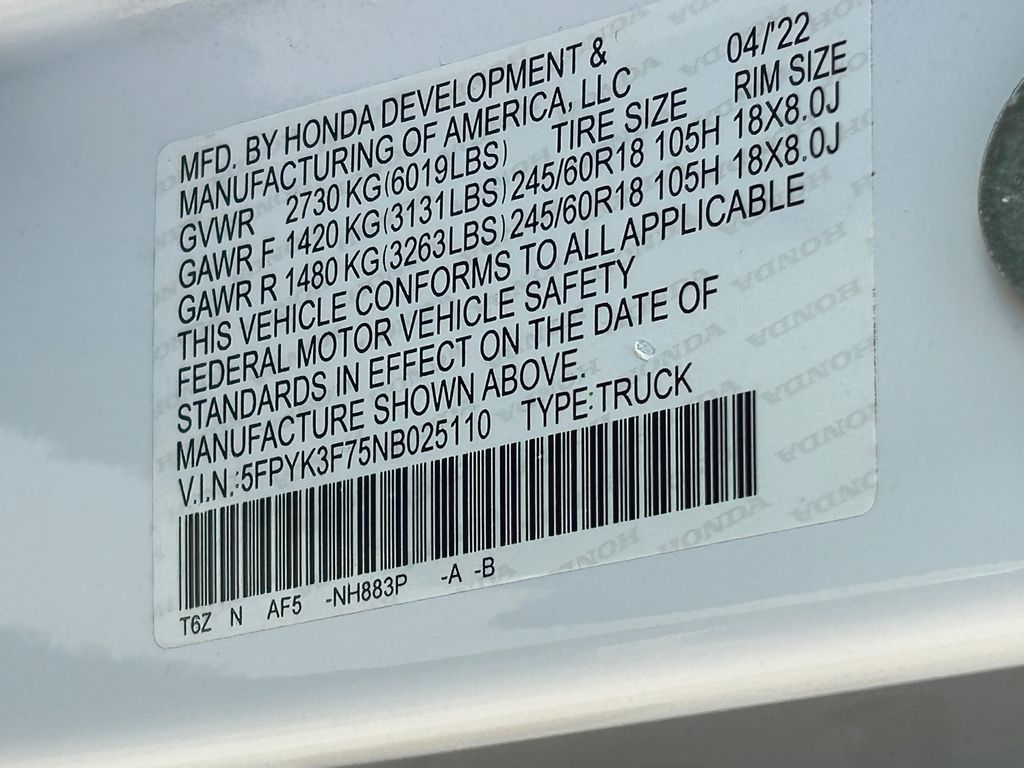 MFD. BY HONDA DEVELOPMENT & 04/'22
MANUFACTURING OF AMERICA, LLC RIM SIZE
GVWR 2730 KG(6019LBS) TIRE SIZE
GAWR F 1420 KG(3131LBS) 245/60R18 105H 18X8.0J
GAWR R 1480 KG(3263LBS) 245/60R18 105H 18X8.0J
THIS VEHICLE CONFORMS TO ALL APPLICABLE
FEDERAL MOTOR VEHICLE SAFETY
STANDARDS IN EFFECT ON THE DATE OF
MANUFACTURE SHOWN ABOVE.
V.I.N.:5FPYK3F75NB025110 TYPE:TRUCK
T6Z N AF5 -NH883P -A -B